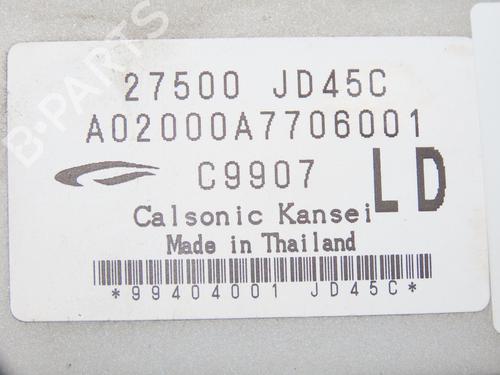 B-PARTS
27500 JD45C
A02000A7706001
C9907 LD
Calsonic Kansei
Made in Thailand
*99404001 JD45C*